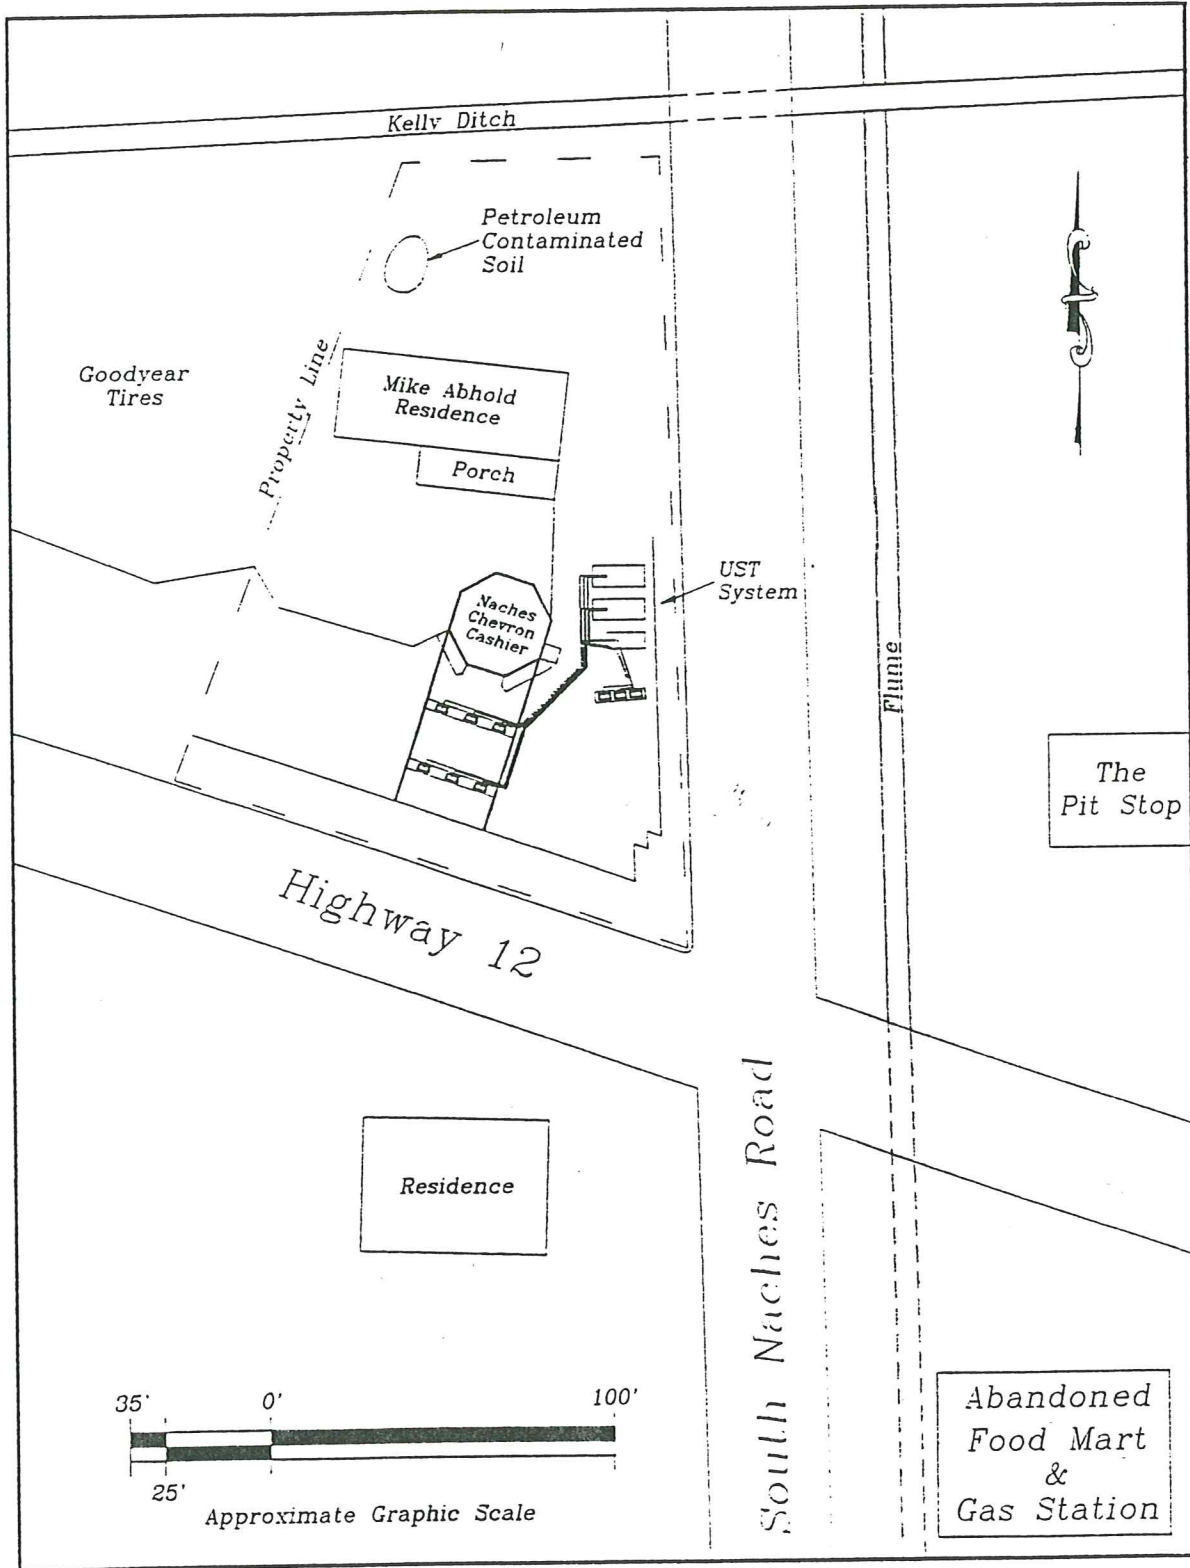 Kelly Ditch
Petroleum
Contaminated
Soil
Goodyear
Tires
Property Line
Mike Abhold
Residence
Porch
UST
System
Naches
Chevron
Cashier
Flume
The
Pit Stop
Highway 12
South Naches Road
Residence
35'
0'
100'
25'
Approximate Graphic Scale
Abandoned
Food Mart
&
Gas Station